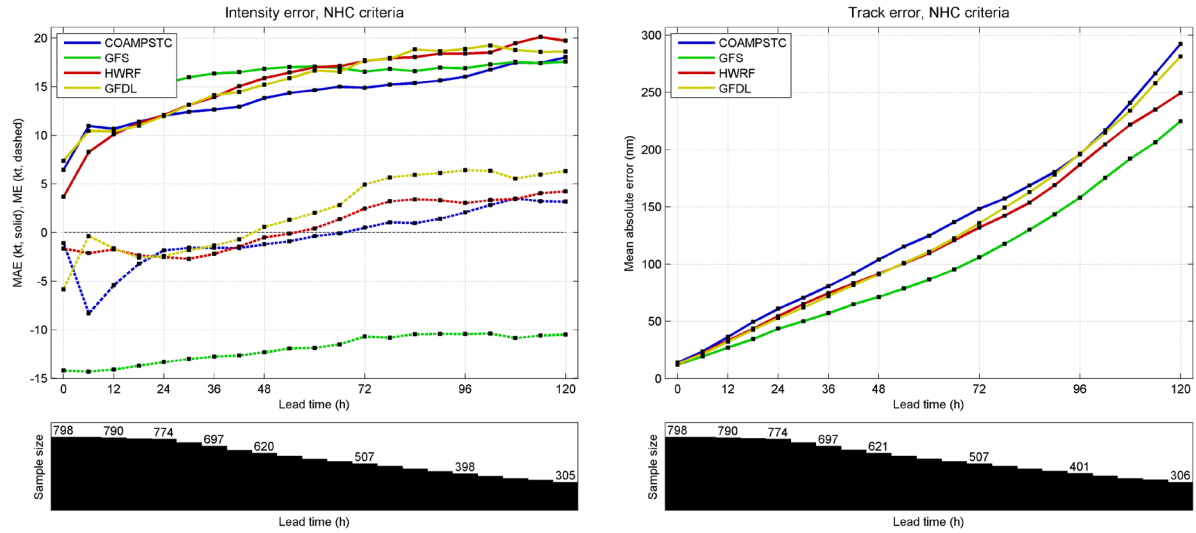 Intensity error, NHC criteria
COAMPSTC
GFS
HWRF
GFDL
MAE (kt, solid), ME (kt, dashed)
20
15
10
5
0
-5
-10
-15
0 12 24 36 48 72 96 120
Lead time (h)
Sample size
798 790 774 697 620 507 398 305
Lead time (h)
Track error, NHC criteria
COAMPSTC
GFS
HWRF
GFDL
Mean absolute error (nm)
300
250
200
150
100
50
0
0 12 24 36 48 72 96 120
Lead time (h)
Sample size
798 790 774 697 621 507 401 306
Lead time (h)